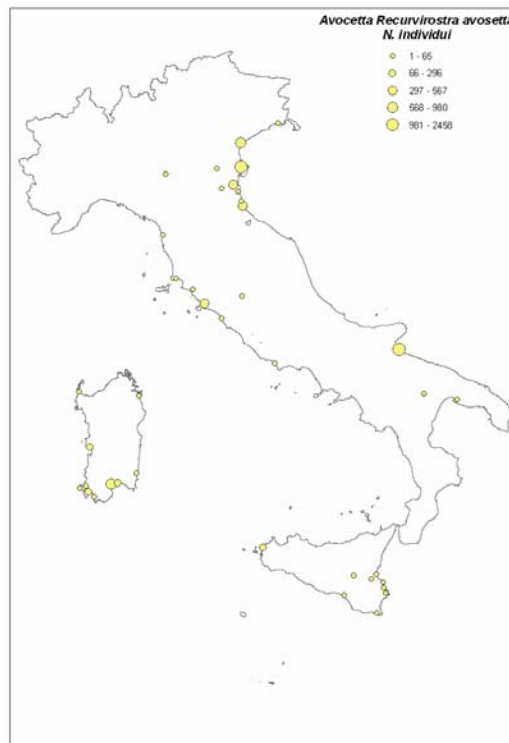 Avocetta Recurvirostra avosetta
N. individui
1 - 65
66 - 296
297 - 567
568 - 980
981 - 2458